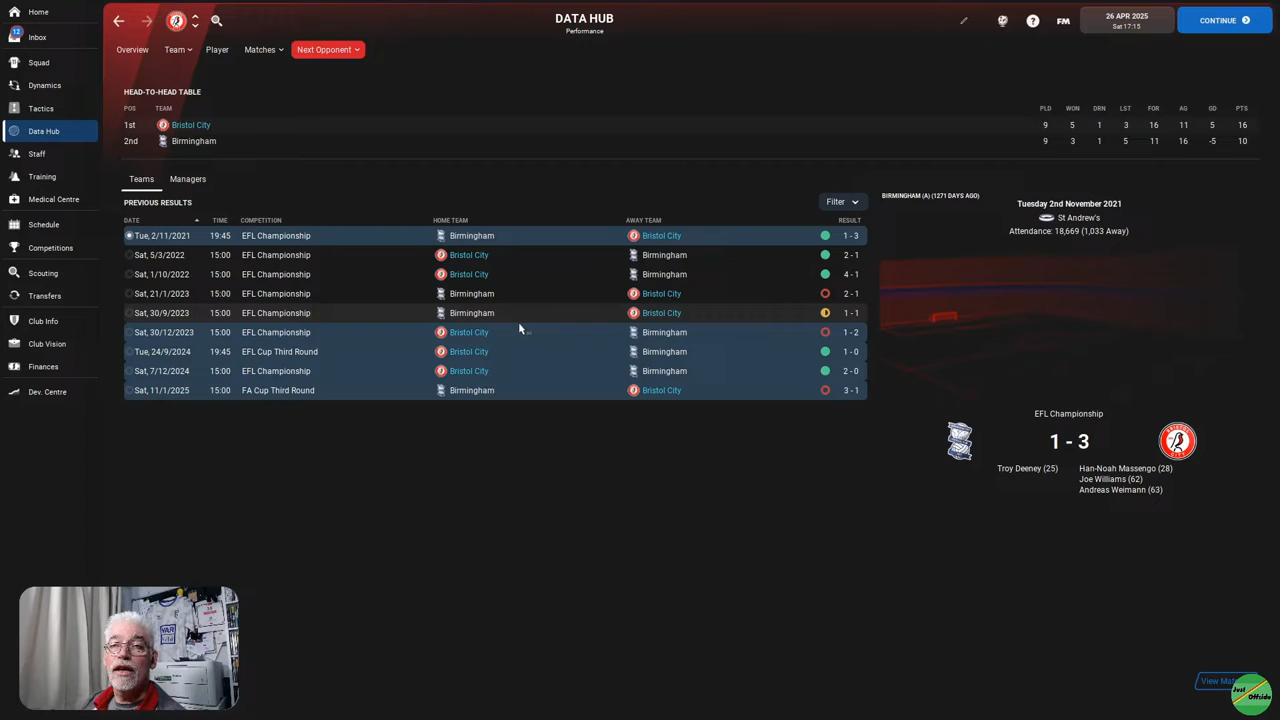 Home
DATA HUB
Performance
26 APR 2025
Sat 17:15
CONTINUE
FM
12
Inbox
Squad
Dynamics
Tactics
Data Hub
Staff
Training
Medical Centre
Schedule
Competitions
Scouting
Transfers
Club Info
Club Vision
Finances
Dev. Centre
Overview Team Player Matches Next Opponent
HEAD-TO-HEAD TABLE
POS TEAM PLD WON DRN LST FOR AG GD PTS
1st Bristol City 9 5 1 3 16 11 5 16
2nd Birmingham 9 3 1 5 11 16 -5 10
Teams Managers
PREVIOUS RESULTS Filter
DATE TIME COMPETITION HOME TEAM AWAY TEAM RESULT
Tue, 2/11/2021 19:45 EFL Championship Birmingham Bristol City 1 - 3
Sat, 5/3/2022 15:00 EFL Championship Bristol City Birmingham 2 - 1
Sat, 1/10/2022 15:00 EFL Championship Bristol City Birmingham 4 - 1
Sat, 21/1/2023 15:00 EFL Championship Birmingham Bristol City 2 - 1
Sat, 30/9/2023 15:00 EFL Championship Birmingham Bristol City 1 - 1
Sat, 30/12/2023 15:00 EFL Championship Bristol City Birmingham 1 - 2
Tue, 24/9/2024 19:45 EFL Cup Third Round Bristol City Birmingham 1 - 0
Sat, 7/12/2024 15:00 EFL Championship Bristol City Birmingham 2 - 0
Sat, 11/1/2025 15:00 FA Cup Third Round Birmingham Bristol City 3 - 1
BIRMINGHAM (A) (1271 DAYS AGO)
Tuesday 2nd November 2021
St Andrew's
Attendance: 18,669 (1,033 Away)
EFL Championship
1 - 3
Troy Deeney (25)
Han-Noah Massengo (28)
Joe Williams (62)
Andreas Weimann (63)
View
VAR
Just
Offside